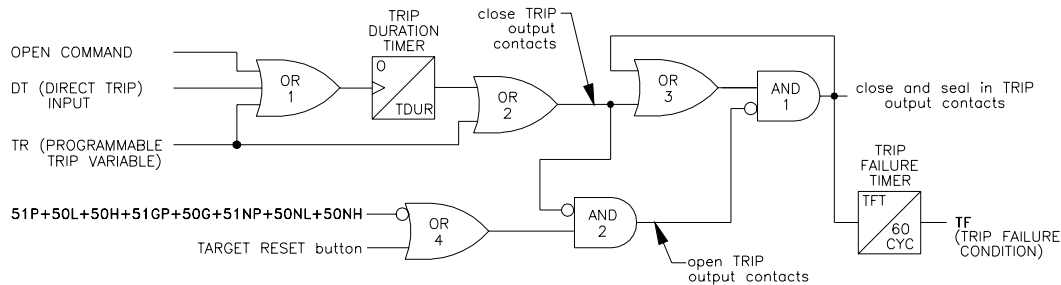 TRIP
DURATION
TIMER
close TRIP
output
contacts
OPEN COMMAND
DT (DIRECT TRIP)
INPUT
TR (PROGRAMMABLE
TRIP VARIABLE)
OR
1
O
TDUR
OR
2
OR
3
AND
1
close and seal in TRIP
output contacts
TRIP
FAILURE
TIMER
TFT
60
CYC
TF
(TRIP FAILURE
CONDITION)
51P+50L+50H+51GP+50G+51NP+50NL+50NH
TARGET RESET button
OR
4
AND
2
open TRIP
output contacts